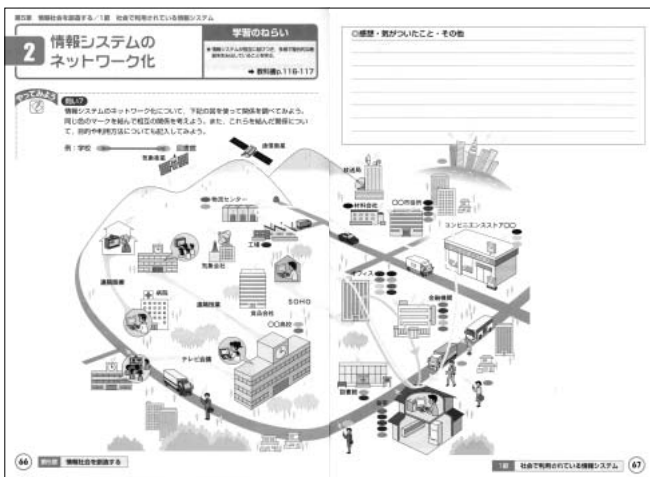 第5章 情報社会を創造する／1節 社会で利用されている情報システム
2
情報システムの
ネットワーク化
学習のねらい
➡ 教科書p.116-117
やってみよう
問い7
情報システムのネットワーク化について、下記の図を使って関係を調べてみよう。
同じ色のマークを結んで相互の関係を考えよう。また、これらを結んだ関係につい
て、目的や利用方法についても記入してみよう。
例：学校
図書館
気象衛星
通信衛星
物流センター
工場
気象会社
遠隔医療
病院
遠隔授業
SOHO
〇〇高校
テレビ会議
66
第5章 情報社会を創造する
◎感想・気がついたこと・その他
放送局
材料会社
〇〇市役所
コンビニエンスストア〇〇
オフィス
金融機関
図書館
1節 社会で利用されている情報システム
67